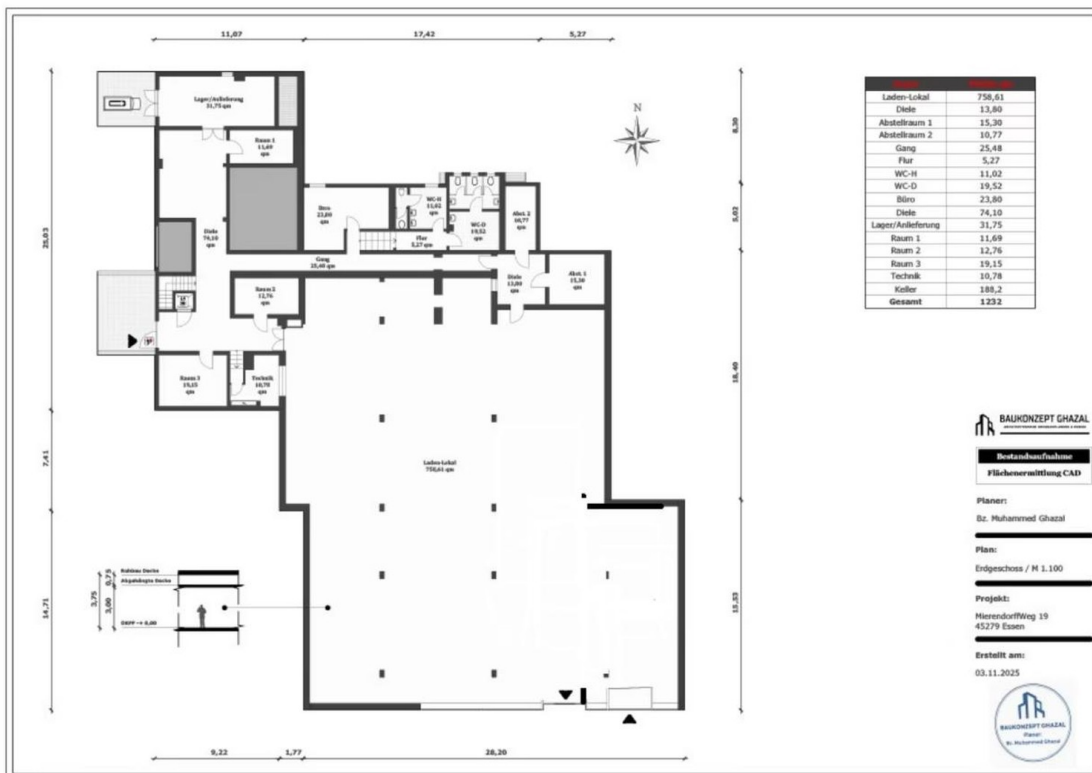 11,07
17,42
5,27
Lager/Anlieferung
31,75 qm
Raum 1
11,69
qm
N
25,03
8,30
5,02
18,40
7,41
14,71
15,53
Büro
23,80
qm
WC-H
11,02
qm
WC-D
19,52
qm
Abst. 2
10,77
qm
Flur
5,27 qm
Diele
74,10
qm
Gang
25,48 qm
Diele
13,80
qm
Abst. 1
15,30
qm
Raum 2
12,76
qm
Raum 3
19,15
qm
Technik
10,78
qm
Laden-Lokal
758,61 qm
Rohbau Decke
Abgehängte Decke
3,75
0,75
3,00
9,22
1,77
28,20
Laden-Lokal 758,61
Diele 13,80
Abstellraum 1 15,30
Abstellraum 2 10,77
Gang 25,48
Flur 5,27
WC-H 11,02
WC-D 19,52
Büro 23,80
Diele 74,10
Lager/Anlieferung 31,75
Raum 1 11,69
Raum 2 12,76
Raum 3 19,15
Technik 10,78
Keller 188,2
Gesamt 1232
BAUKONZEPT GHAZAL
Bestandsaufnahme
Flächenermittlung CAD
Planer:
Bz. Muhammed Ghazal
Plan:
Erdgeschoss / M 1.100
Projekt:
MierendorffWeg 19
45279 Essen
Erstellt am:
03.11.2025
BAUKONZEPT GHAZAL
Planer:
Bz. Muhammed Ghazal